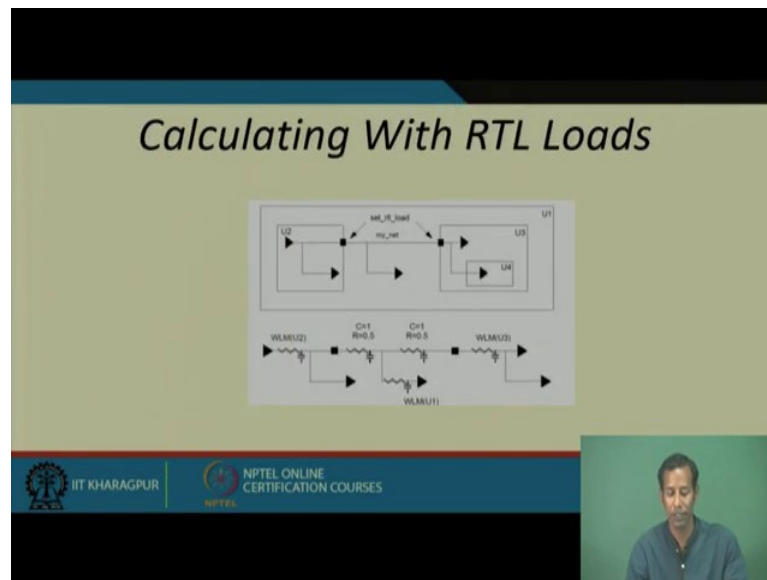 Calculating With RTL Loads
set_rtl_load
U1
U2
my_net
U3
U4
C=1
C=1
WLM(U2)
R=0.5
R=0.5
WLM(U3)
WLM(U1)
IIT KHARAGPUR
NPTEL
NPTEL ONLINE
CERTIFICATION COURSES